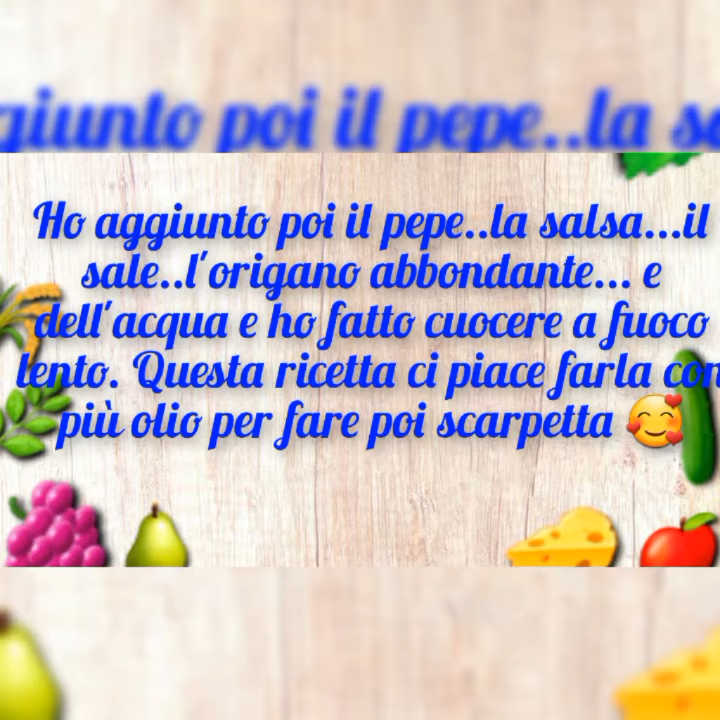 giunto poi il pepe..la sa
Ho aggiunto poi il pepe..la salsa...il
sale..l'origano abbondante... e
dell'acqua e ho fatto cuocere a fuoco
lento. Questa ricetta ci piace farla con
più olio per fare poi scarpetta 🥰